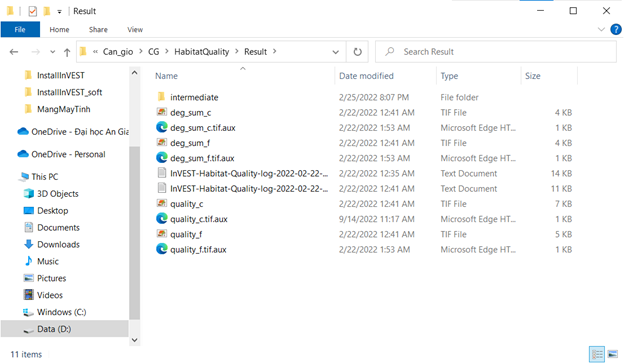 Result
File Home Share View
« Can_gio > CG > HabitatQuality > Result >
Search Result
Name Date modified Type Size
InstallInVEST
InstallInVEST_soft
MangMayTinh
OneDrive - Đại học An Gia
OneDrive - Personal
This PC
3D Objects
Desktop
Documents
Downloads
Music
Pictures
Videos
Windows (C:)
Data (D:)
intermediate 2/25/2022 8:07 PM File folder
deg_sum_c 2/22/2022 12:41 AM TIF File 4 KB
deg_sum_c.tif.aux 2/22/2022 1:53 AM Microsoft Edge HT... 1 KB
deg_sum_f 2/22/2022 12:41 AM TIF File 4 KB
deg_sum_f.tif.aux 2/22/2022 1:53 AM Microsoft Edge HT... 1 KB
InVEST-Habitat-Quality-log-2022-02-22-... 2/22/2022 12:35 AM Text Document 14 KB
InVEST-Habitat-Quality-log-2022-02-22-... 2/22/2022 12:41 AM Text Document 11 KB
quality_c 2/22/2022 12:41 AM TIF File 7 KB
quality_c.tif.aux 9/14/2022 11:17 AM Microsoft Edge HT... 1 KB
quality_f 2/22/2022 12:41 AM TIF File 5 KB
quality_f.tif.aux 2/22/2022 1:53 AM Microsoft Edge HT... 1 KB
11 items